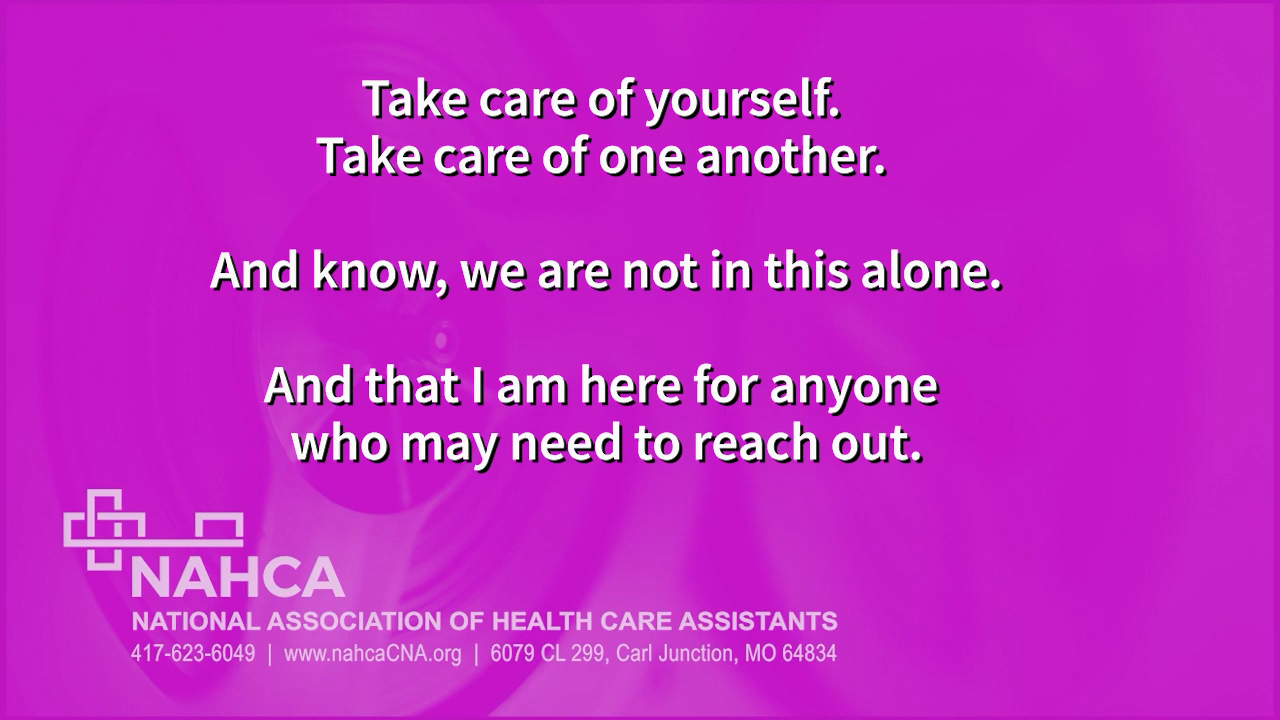 Take care of yourself.
Take care of one another.
And know, we are not in this alone.
And that I am here for anyone
who may need to reach out.
NAHCA
NATIONAL ASSOCIATION OF HEALTH CARE ASSISTANTS
417-623-6049 | www.nahcaCNA.org | 6079 CL 299, Carl Junction, MO 64834